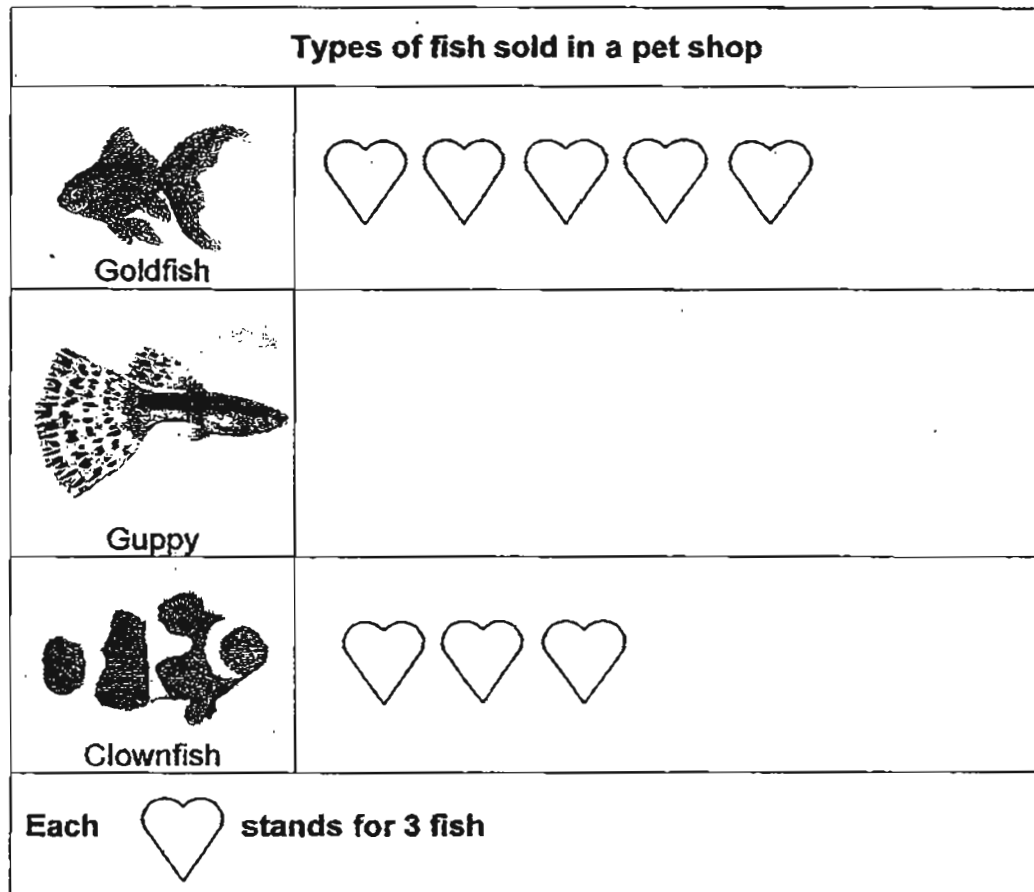 Types of fish sold in a pet shop
Goldfish
Guppy
Clownfish
Each stands for 3 fish